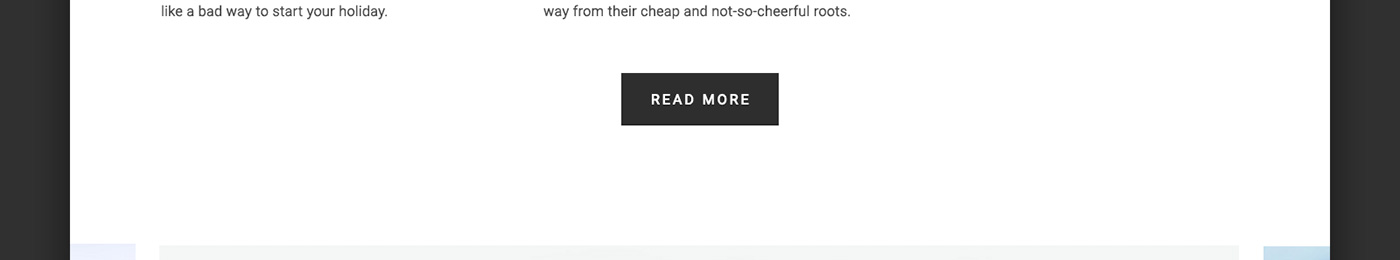 like a bad way to start your holiday.
way from their cheap and not-so-cheerful roots.
READ MORE